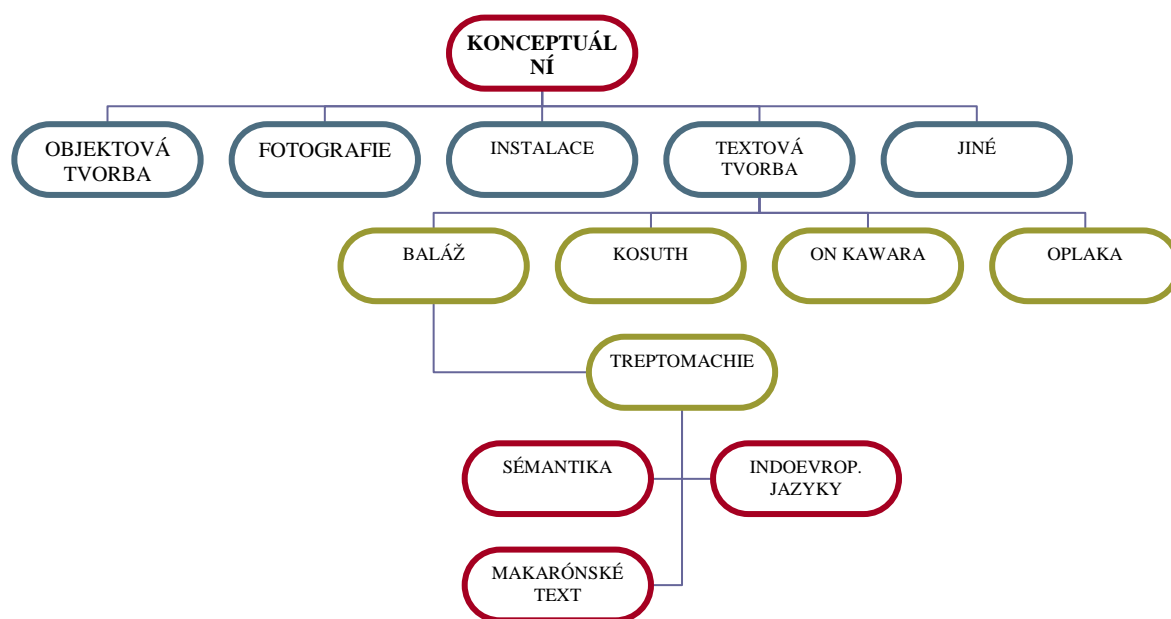 KONCEPTUÁL
NÍ
OBJEKTOVÁ
TVORBA
FOTOGRAFIE
INSTALACE
TEXTOVÁ
TVORBA
JINÉ
BALÁŽ
KOSUTH
ON KAWARA
OPLAKA
TREPTOMACHIE
SÉMANTIKA
INDOEVROP.
JAZYKY
MAKARÓNSKÉ
TEXT